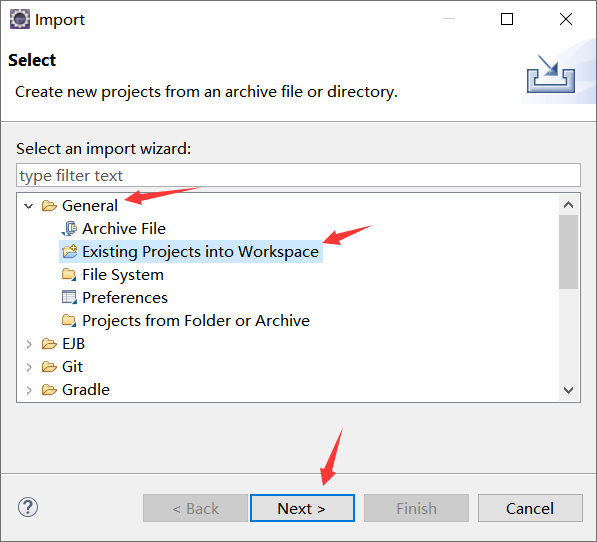 Import
Select
Create new projects from an archive file or directory.
Select an import wizard:
type filter text
General
Archive File
Existing Projects into Workspace
File System
Preferences
Projects from Folder or Archive
EJB
Git
Gradle
?
< Back
Next >
Finish
Cancel